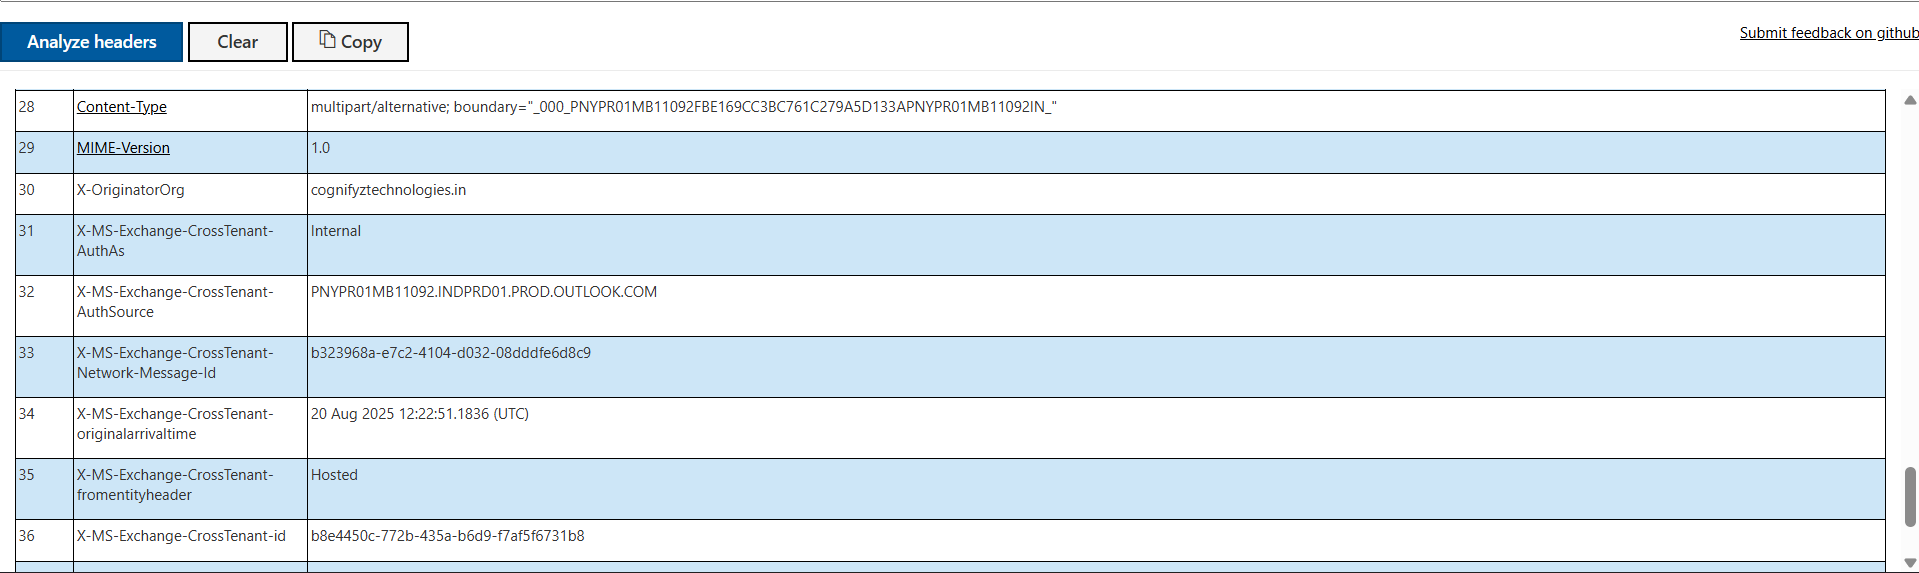 Analyze headers Clear Copy Submit feedback on github
28 Content-Type multipart/alternative; boundary="_000_PNYPR01MB11092FBE169CC3BC761C279A5D133APNYPR01MB11092IN_"
29 MIME-Version 1.0
30 X-OriginatorOrg cognifyztechnologies.in
31 X-MS-Exchange-CrossTenant- Internal
AuthAs
32 X-MS-Exchange-CrossTenant- PNYPR01MB11092.INDPRD01.PROD.OUTLOOK.COM
AuthSource
33 X-MS-Exchange-CrossTenant- b323968a-e7c2-4104-d032-08dddfe6d8c9
Network-Message-Id
34 X-MS-Exchange-CrossTenant- 20 Aug 2025 12:22:51.1836 (UTC)
originalarrivaltime
35 X-MS-Exchange-CrossTenant- Hosted
fromentityheader
36 X-MS-Exchange-CrossTenant-id b8e4450c-772b-435a-b6d9-f7af5f6731b8